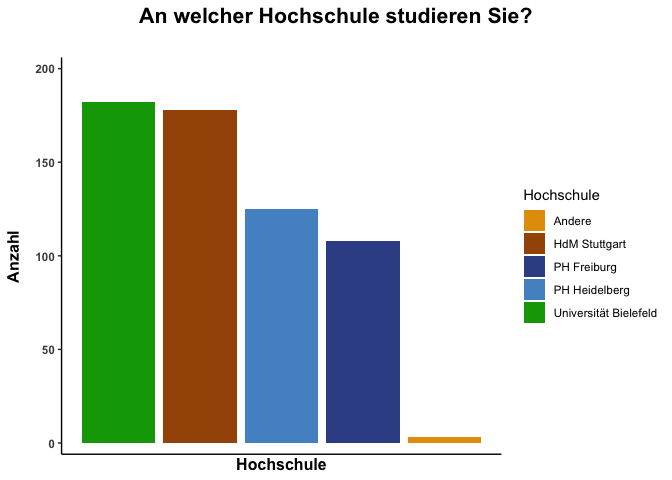 An welcher Hochschule studieren Sie?
Anzahl
200
150
100
50
0
Hochschule
Hochschule
Andere
HdM Stuttgart
PH Freiburg
PH Heidelberg
Universität Bielefeld